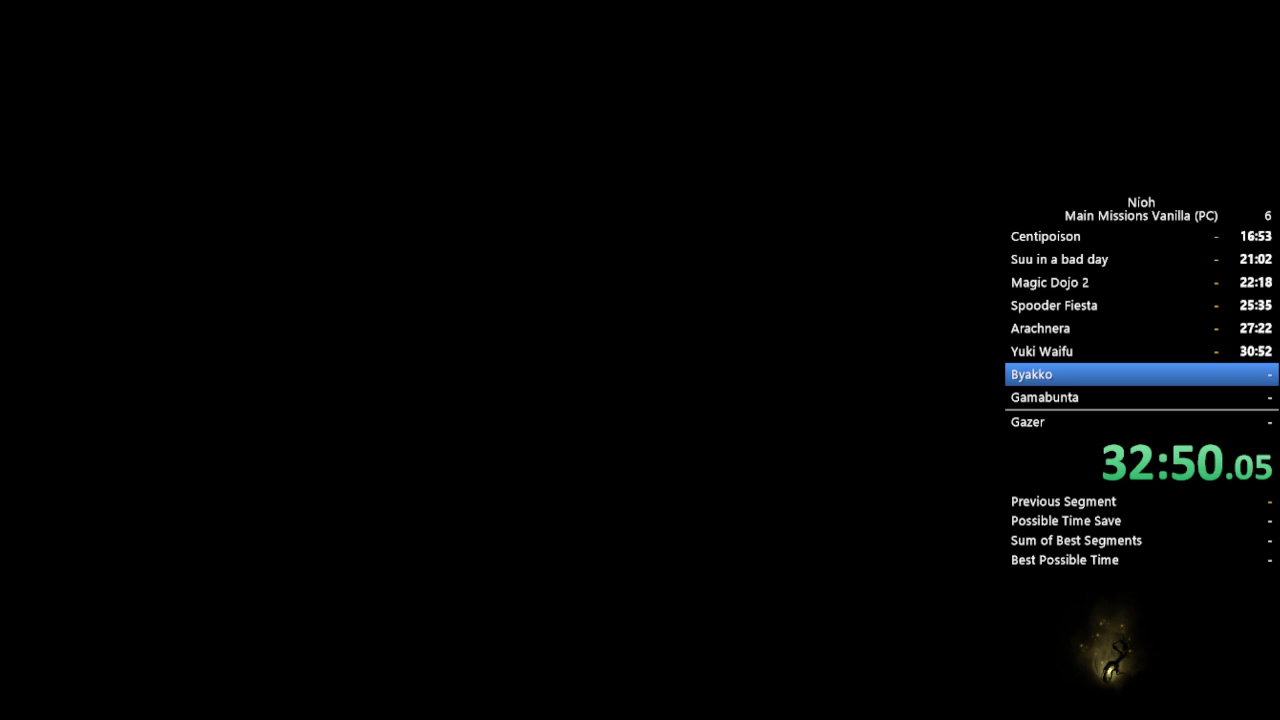 Nioh
Main Missions Vanilla (PC) 6
Centipoison - 16:53
Suu in a bad day - 21:02
Magic Dojo 2 - 22:18
Spooder Fiesta - 25:35
Arachnera - 27:22
Yuki Waifu - 30:52
Byakko -
Gamabunta -
Gazer -
32:50.05
Previous Segment -
Possible Time Save -
Sum of Best Segments -
Best Possible Time -